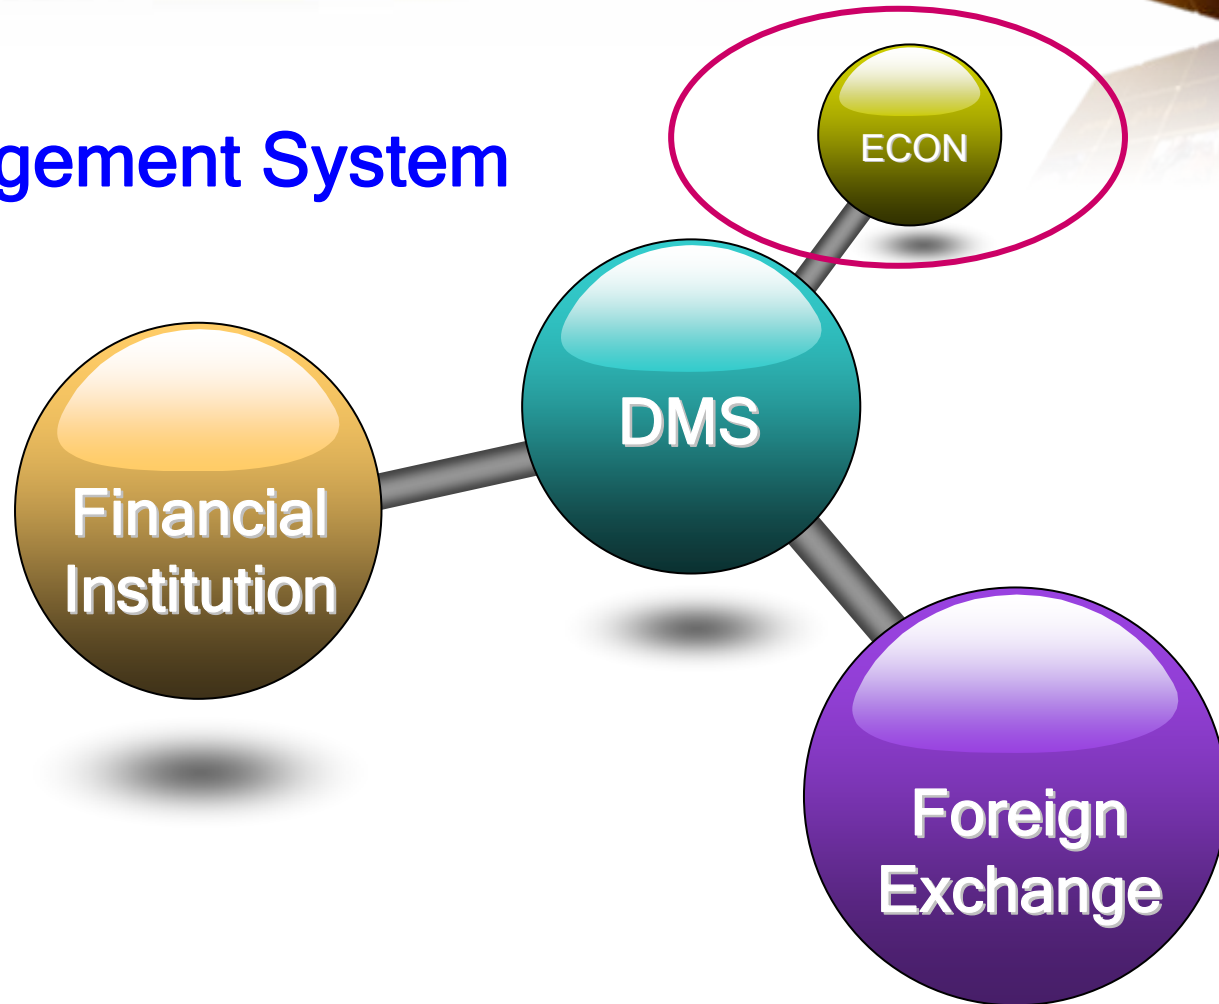 gement System
ECON
DMS
Financial
Institution
Foreign
Exchange